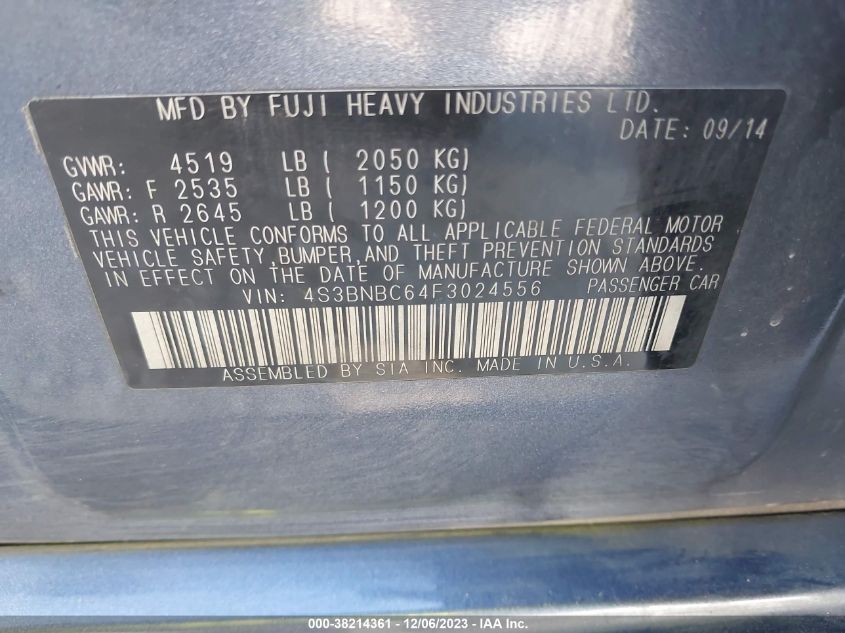 MFD BY FUJI HEAVY INDUSTRIES LTD.
DATE: 09/14
GVWR: 4519 LB ( 2050 KG)
GAWR: F 2535 LB ( 1150 KG)
GAWR: R 2645 LB ( 1200 KG)
THIS VEHICLE CONFORMS TO ALL APPLICABLE FEDERAL MOTOR
VEHICLE SAFETY,BUMPER,AND THEFT PREVENTION STANDARDS
IN EFFECT ON THE DATE OF MANUFACTURE SHOWN ABOVE.
VIN: 4S3BNBC64F3024556 PASSENGER CAR
ASSEMBLED BY SIA INC. MADE IN U.S.A.
000-38214361 - 12/06/2023 - IAA Inc.